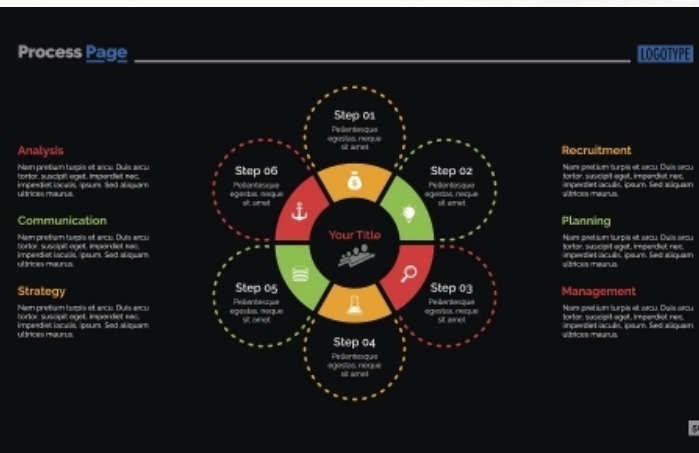 Process Page
LOGOTYPE
Analysis
Nam pretium turpis et arcu. Duis arcu
tortor, suscipit eget, imperdiet nec,
imperdiet iaculis, ipsum. Sed aliquam
ultrices mauris.
Communication
Nam pretium turpis et arcu. Duis arcu
tortor, suscipit eget, imperdiet nec,
imperdiet iaculis, ipsum. Sed aliquam
ultrices mauris.
Strategy
Nam pretium turpis et arcu. Duis arcu
tortor, suscipit eget, imperdiet nec,
imperdiet iaculis, ipsum. Sed aliquam
ultrices mauris.
Step 01
Pellentesque
egestas, neque
sit amet
Step 02
Pellentesque
egestas, neque
sit amet
Step 03
Pellentesque
egestas, neque
sit amet
Step 04
Pellentesque
egestas, neque
sit amet
Step 05
Pellentesque
egestas, neque
sit amet
Step 06
Pellentesque
egestas, neque
sit amet
Your Title
Recruitment
Nam pretium turpis et arcu. Duis arcu
tortor, suscipit eget, imperdiet nec,
imperdiet iaculis, ipsum. Sed aliquam
ultrices mauris.
Planning
Nam pretium turpis et arcu. Duis arcu
tortor, suscipit eget, imperdiet nec,
imperdiet iaculis, ipsum. Sed aliquam
ultrices mauris.
Management
Nam pretium turpis et arcu. Duis arcu
tortor, suscipit eget, imperdiet nec,
imperdiet iaculis, ipsum. Sed aliquam
ultrices mauris.